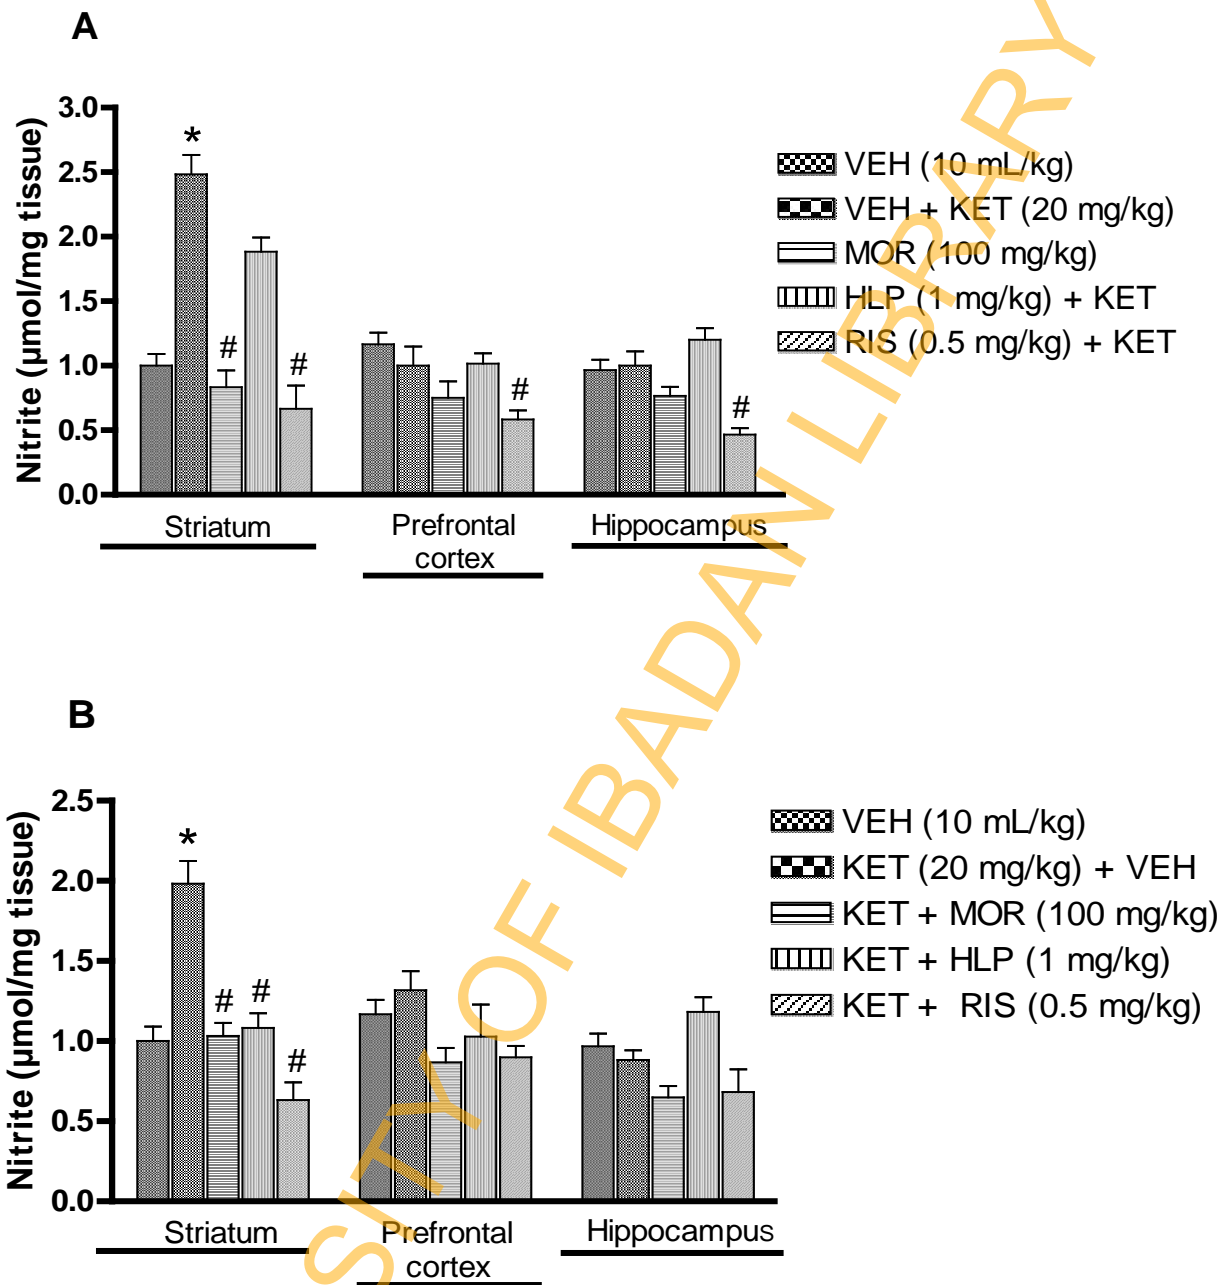 A
Nitrite (µmol/mg tissue)
3.0
2.5
2.0
1.5
1.0
0.5
0.0
*
#
#
#
#
Striatum
Prefrontal
cortex
Hippocampus
VEH (10 mL/kg)
VEH + KET (20 mg/kg)
MOR (100 mg/kg)
HLP (1 mg/kg) + KET
RIS (0.5 mg/kg) + KET
B
Nitrite (µmol/mg tissue)
2.5
2.0
1.5
1.0
0.5
0.0
*
#
#
#
Striatum
Prefrontal
cortex
Hippocampus
VEH (10 mL/kg)
KET (20 mg/kg) + VEH
KET + MOR (100 mg/kg)
KET + HLP (1 mg/kg)
KET + RIS (0.5 mg/kg)
SITY OF IBADAN LIBRARY